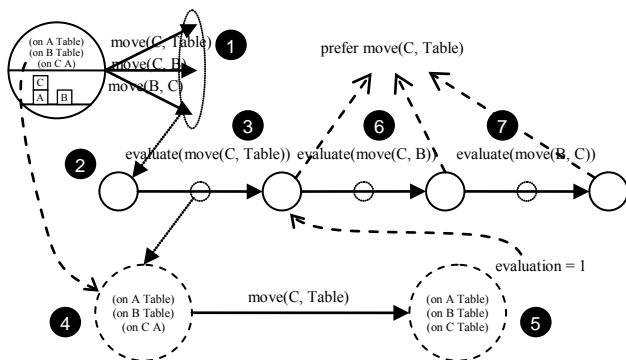 (on A Table)
(on B Table)
(on C A)
C
A
B
move(C, Table)
move(C, B)
move(B, C)
1
prefer move(C, Table)
3
6
7
2
evaluate(move(C, Table))
evaluate(move(C, B))
evaluate(move(B, C))
evaluation = 1
4
(on A Table)
(on B Table)
(on C A)
move(C, Table)
(on A Table)
(on B Table)
(on C Table)
5